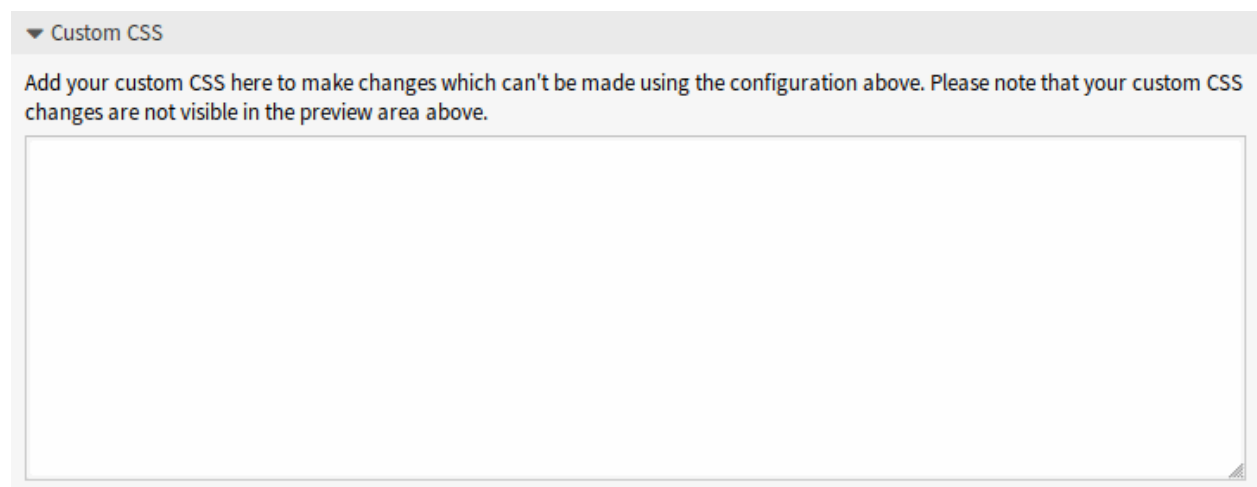 Custom CSS
Add your custom CSS here to make changes which can't be made using the configuration above. Please note that your custom CSS
changes are not visible in the preview area above.